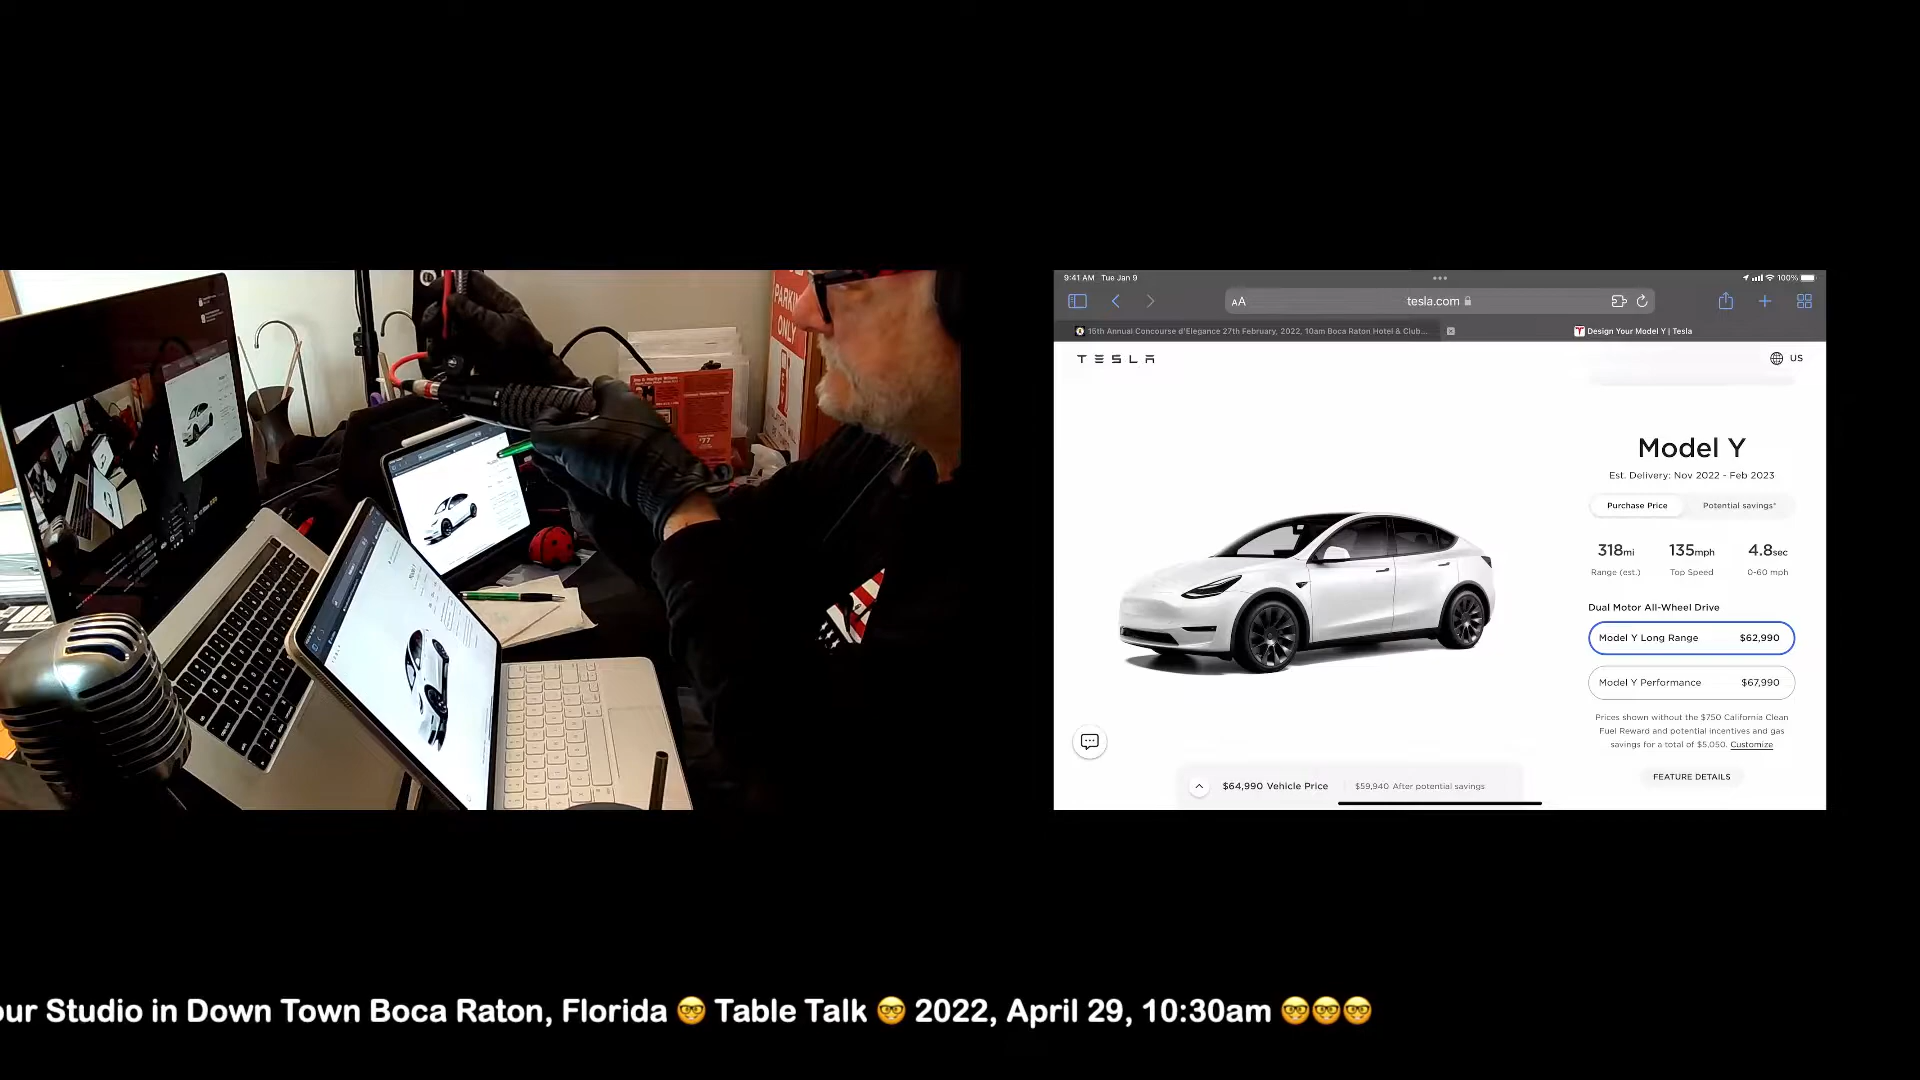 PARKING
ONLY
$77
9:41 AM Tue Jan 9
100%
AA
tesla.com
15th Annual Concourse d'Elegance 27th February, 2022, 10am Boca Raton Hotel & Club...
Design Your Model Y | Tesla
TESLA
US
Model Y
Est. Delivery: Nov 2022 - Feb 2023
Purchase Price
Potential savings*
318mi
135mph
4.8sec
Range (est.)
Top Speed
0-60 mph
Dual Motor All-Wheel Drive
Model Y Long Range $62,990
Model Y Performance $67,990
Prices shown without the $750 California Clean
Fuel Reward and potential incentives and gas
savings for a total of $5,050. Customize
FEATURE DETAILS
$64,990 Vehicle Price
$59,940 After potential savings
our Studio in Down Town Boca Raton, Florida 🤓 Table Talk 🤓 2022, April 29, 10:30am 🤓🤓🤓